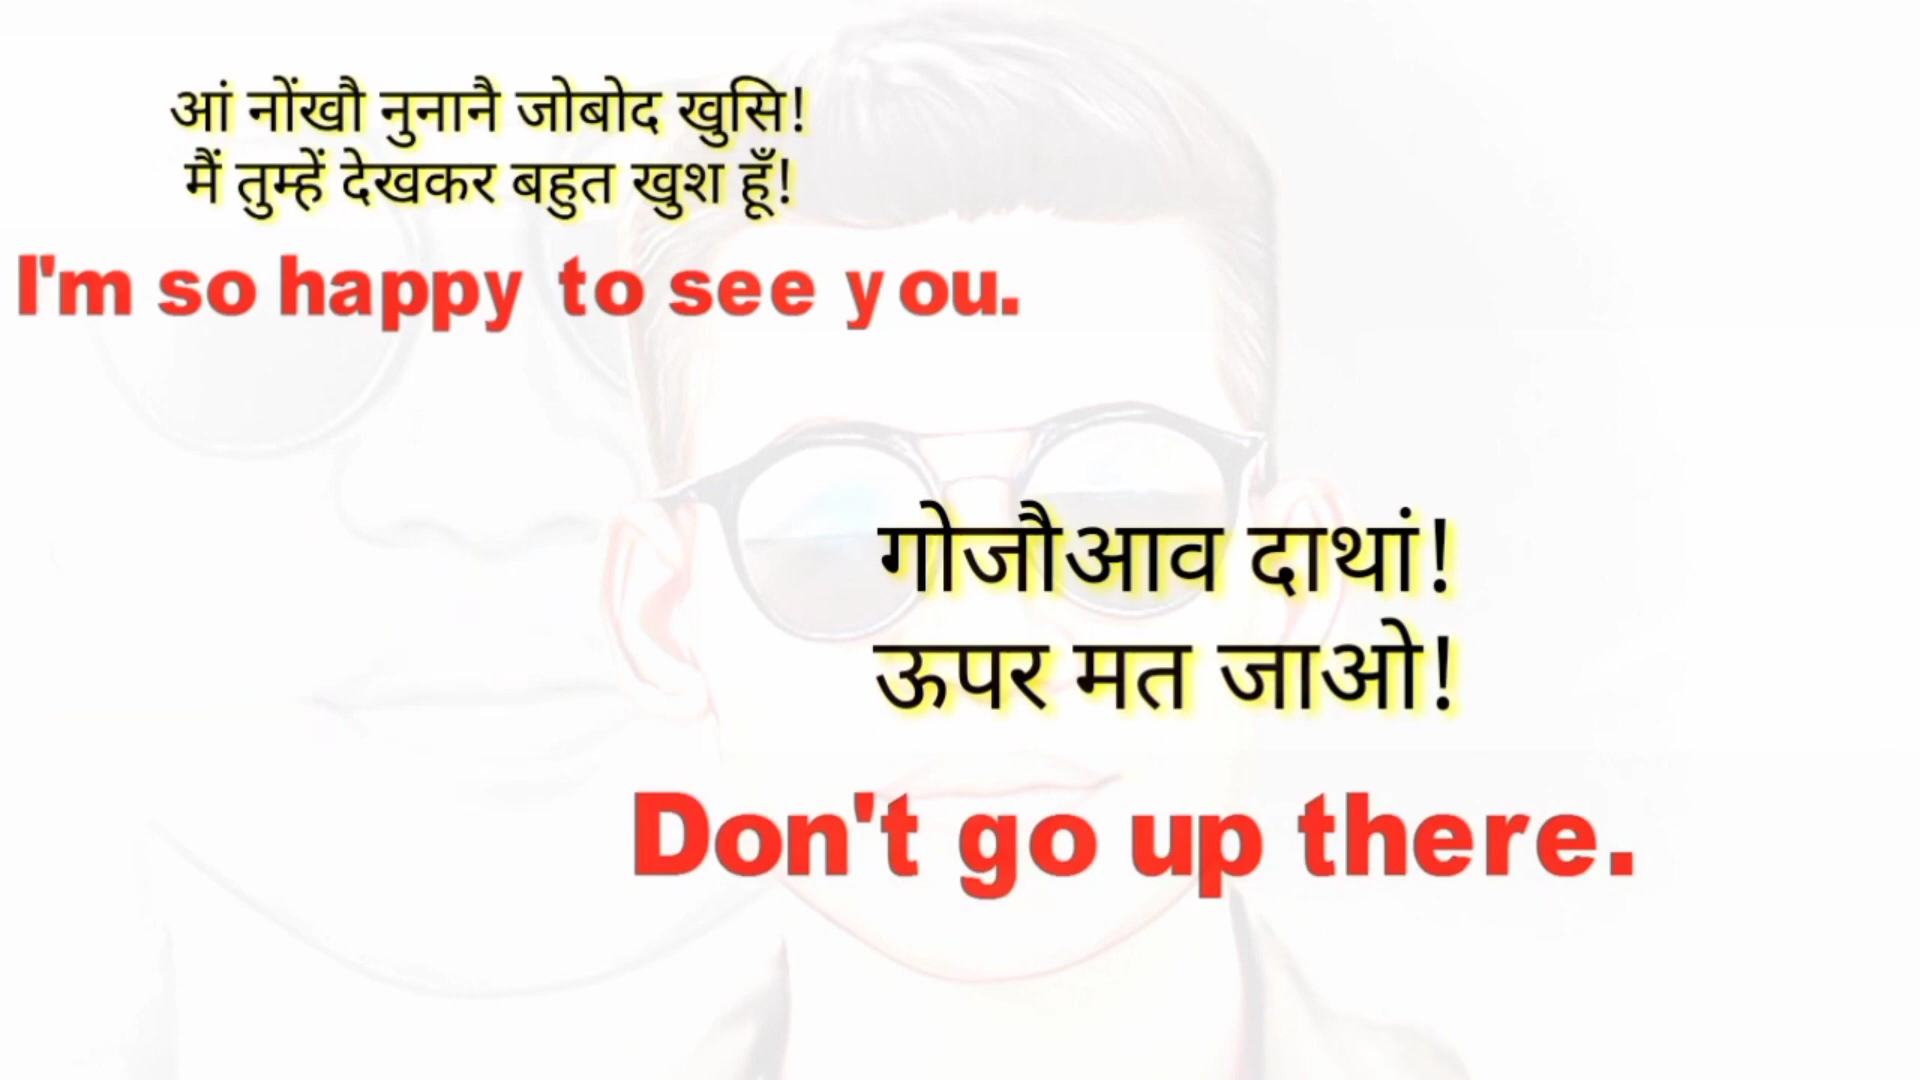 आं नोंखौ नुनानै जोबोद खुसि!
मैं तुम्हें देखकर बहुत खुश हूँ!
I'm so happy to see you.
गोजौआव दाथां!
ऊपर मत जाओ!
Don't go up there.